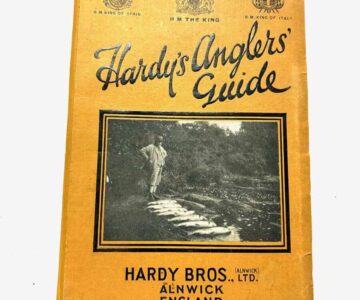 H.M. KING OF SPAIN
H.M. THE KING
H.M. KING OF ITALY
Hardy's Anglers'
Guide
HARDY BROS., (ALNWICK) LTD.
ALNWICK
ENGLAND